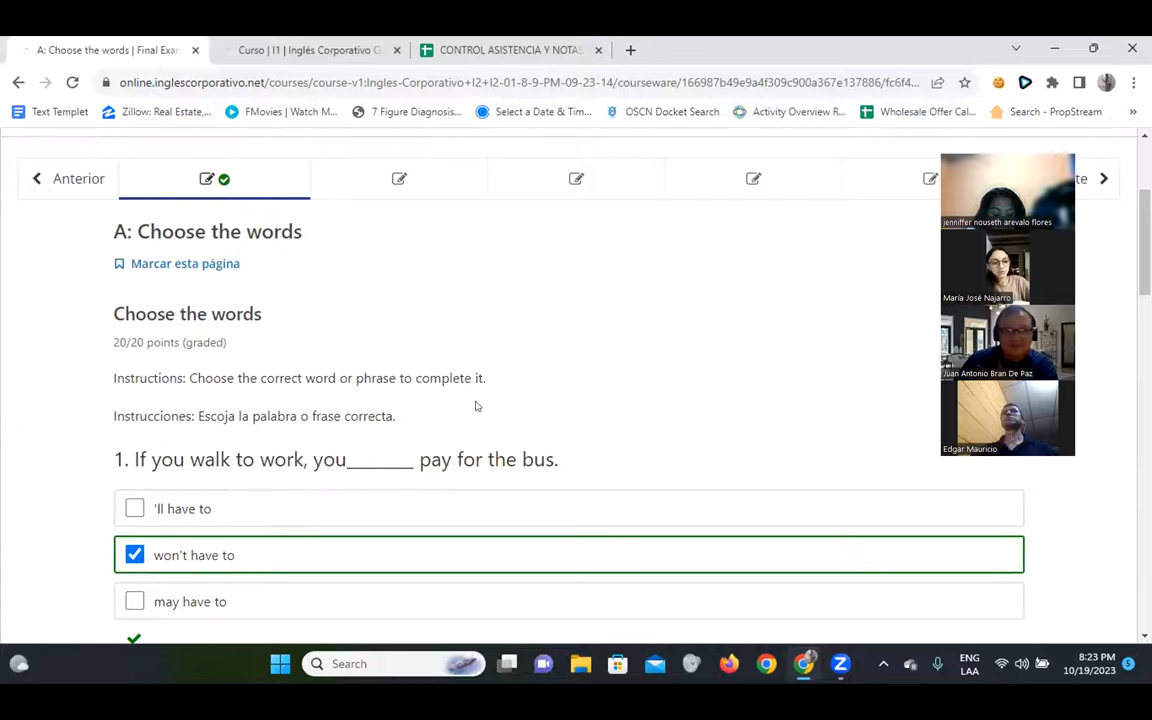 A: Choose the words | Final Exar
Curso | I1 | Inglés Corporativo G
CONTROL ASISTENCIA Y NOTAS
online.inglescorporativo.net/courses/course-v1:Ingles-Corporativo+I2+I2-01-8-9-PM-09-23-14/courseware/166987b49e9a4f309c900a367e137886/fc6f4...
Text Templet
Zillow: Real Estate,...
FMovies | Watch M...
7 Figure Diagnosis...
Select a Date & Tim...
OSCN Docket Search
Activity Overview R...
Wholesale Offer Cal...
Search - PropStream
Anterior
te
A: Choose the words
Marcar esta página
Choose the words
20/20 points (graded)
Instructions: Choose the correct word or phrase to complete it.
Instrucciones: Escoja la palabra o frase correcta.
1. If you walk to work, you_______ pay for the bus.
'll have to
won't have to
may have to
jenniffer nouseth arevalo flores
María José Najarro
Juan Antonio Bran De Paz
Edgar Mauricio
Search
ENG
LAA
8:23 PM
10/19/2023
5